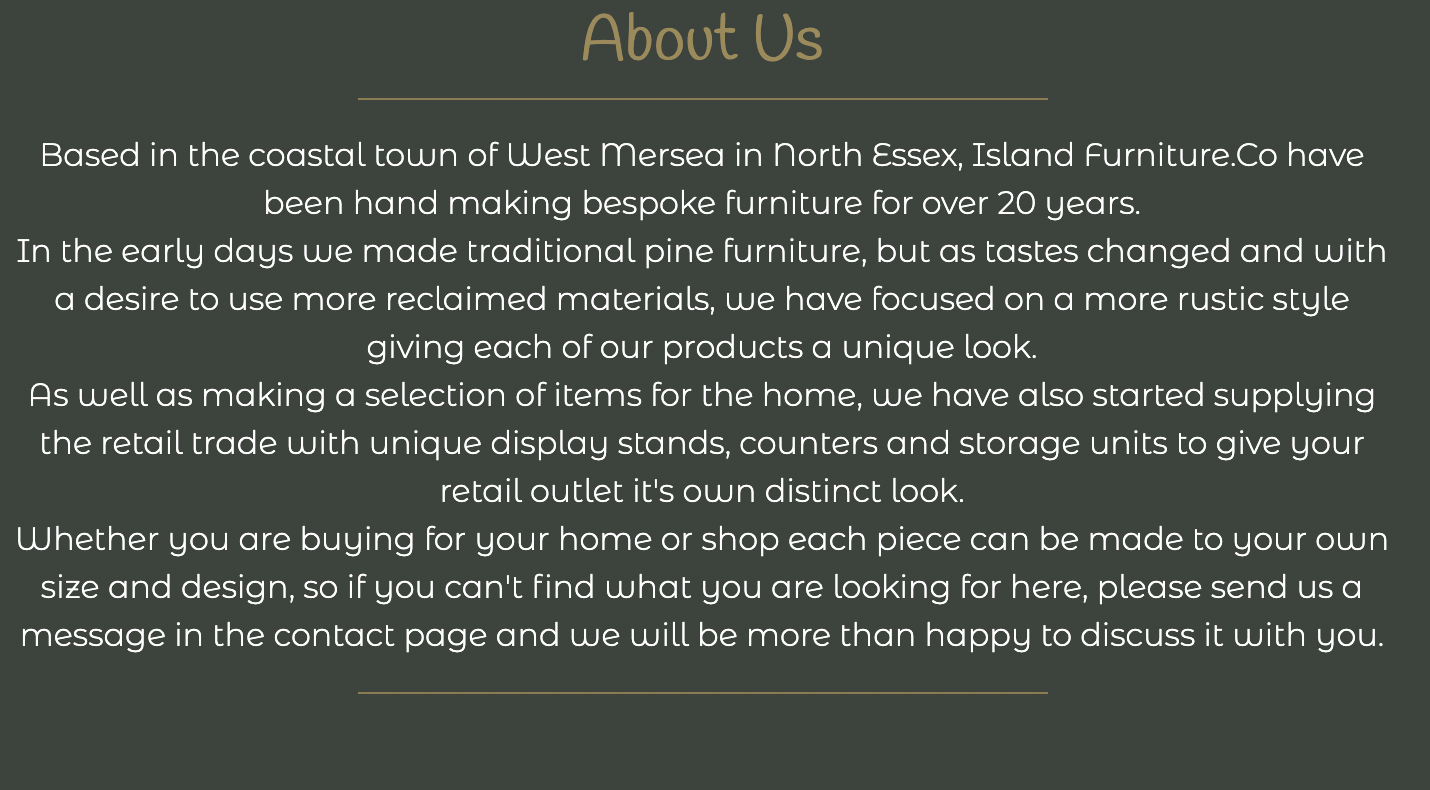 About Us
Based in the coastal town of West Mersea in North Essex, Island Furniture.Co have
been hand making bespoke furniture for over 20 years.
In the early days we made traditional pine furniture, but as tastes changed and with
a desire to use more reclaimed materials, we have focused on a more rustic style
giving each of our products a unique look.
As well as making a selection of items for the home, we have also started supplying
the retail trade with unique display stands, counters and storage units to give your
retail outlet it's own distinct look.
Whether you are buying for your home or shop each piece can be made to your own
size and design, so if you can't find what you are looking for here, please send us a
message in the contact page and we will be more than happy to discuss it with you.